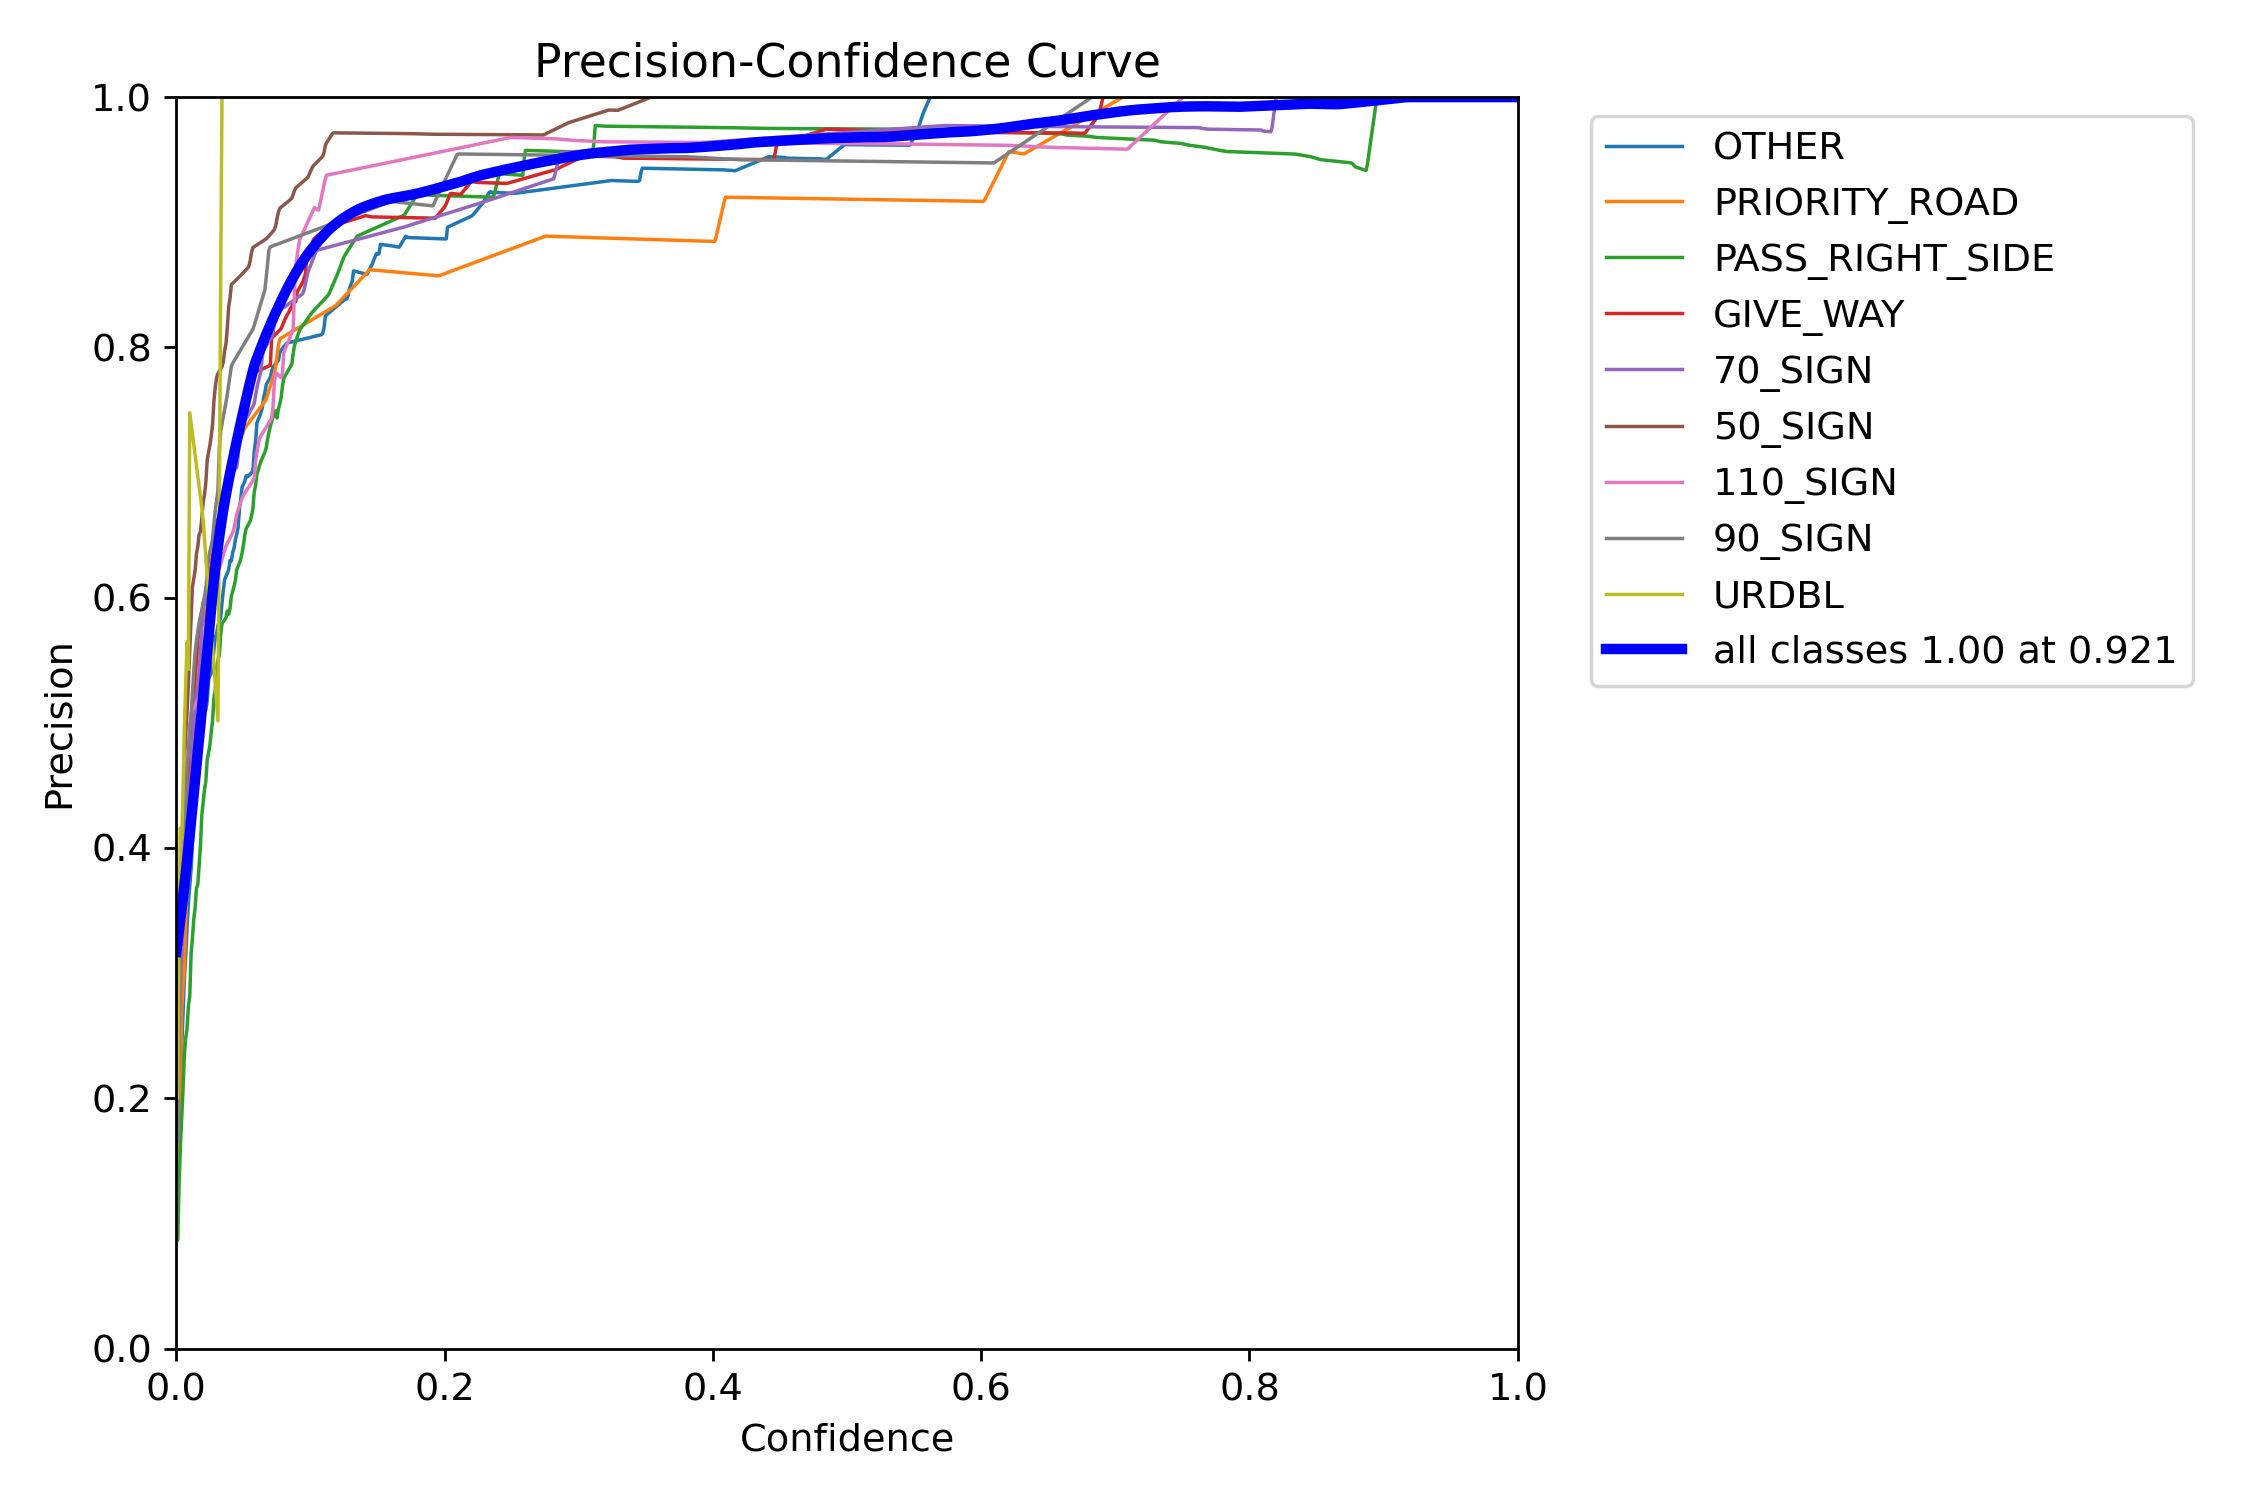 Precision-Confidence Curve
1.0
0.8
0.6
0.4
0.2
0.0
Precision
0.0 0.2 0.4 0.6 0.8 1.0
Confidence
OTHER
PRIORITY_ROAD
PASS_RIGHT_SIDE
GIVE_WAY
70_SIGN
50_SIGN
110_SIGN
90_SIGN
URDBL
all classes 1.00 at 0.921